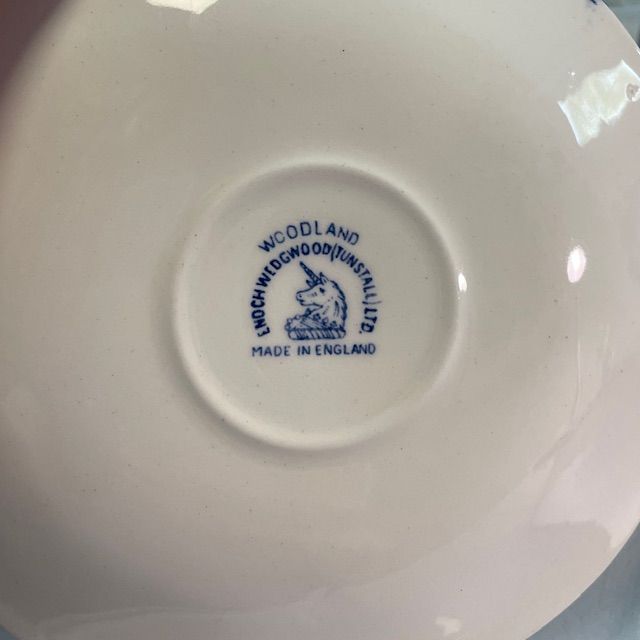 WOODLAND
ENOCH WEDGWOOD (TUNSTALL) LTD.
MADE IN ENGLAND